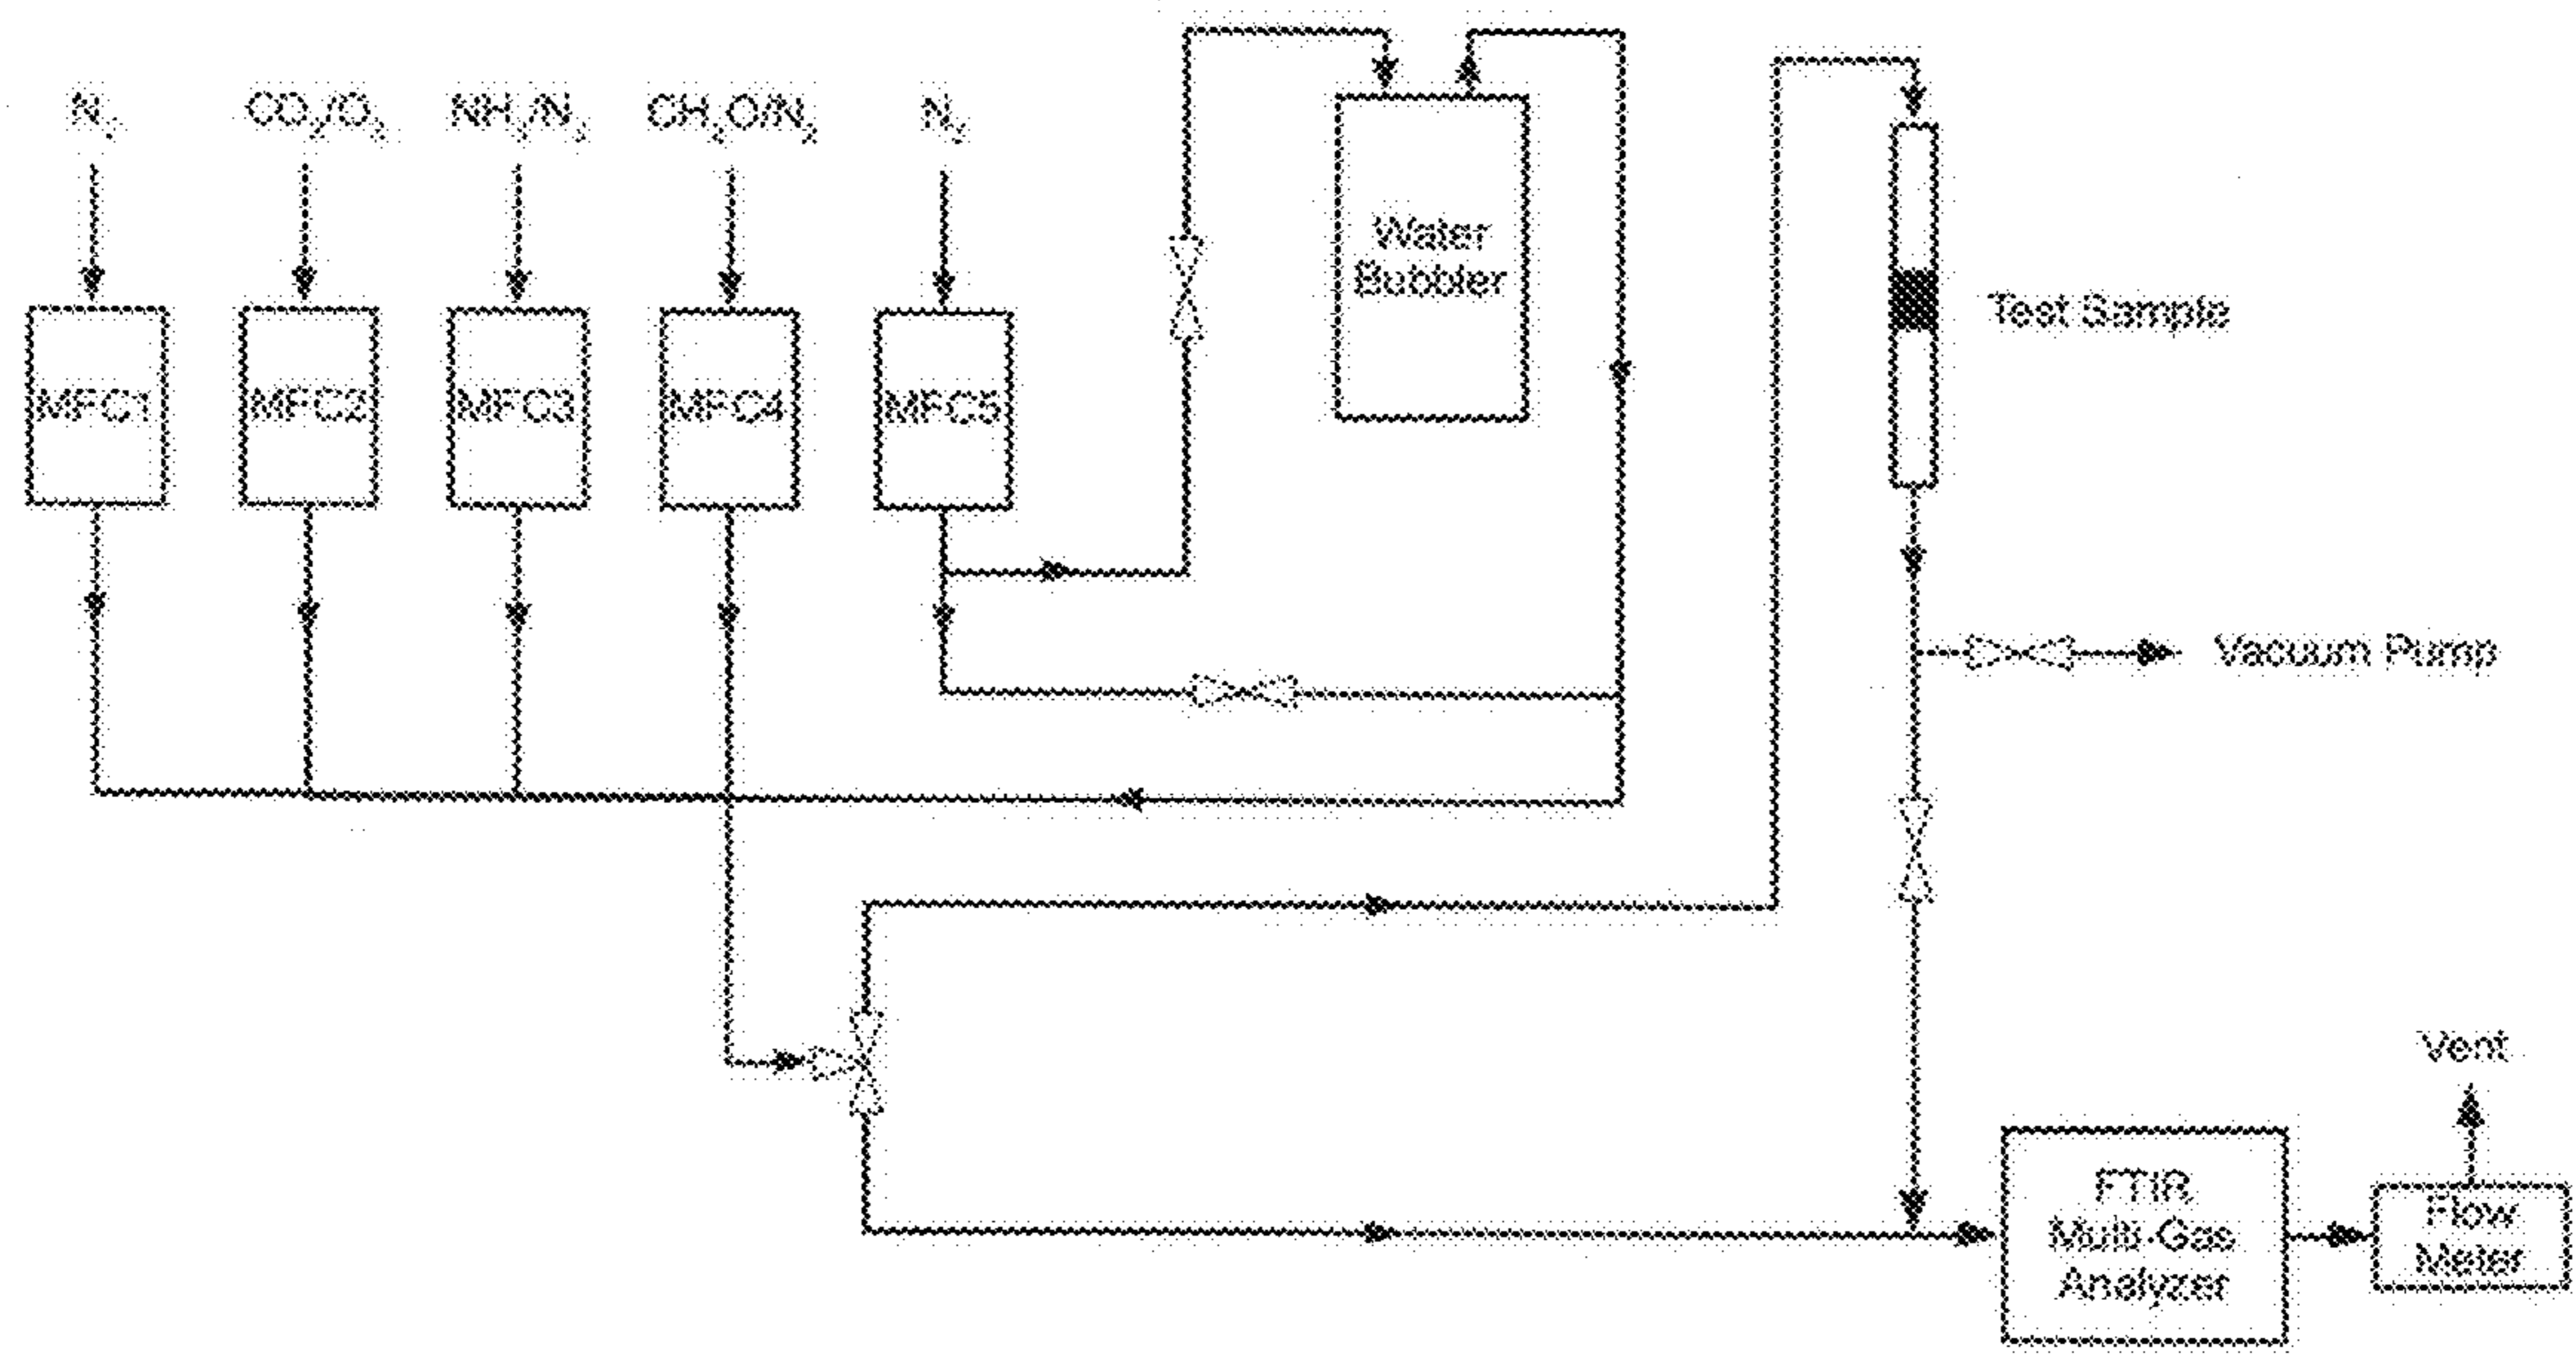 N₂
CO₂/O₂
NH₃/N₂
CH₂O/N₂
N₂
Water
Bubbler
Test Sample
MFC1
MFC2
MFC3
MFC4
MFC5
Vacuum Pump
Vent
FTIR
Multi-Gas
Analyzer
Flow
Meter